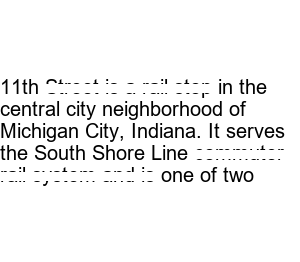 11th Street is a rail stop in the
central city neighborhood of
Michigan City, Indiana. It serves
the South Shore Line commuter
rail system and is one of two